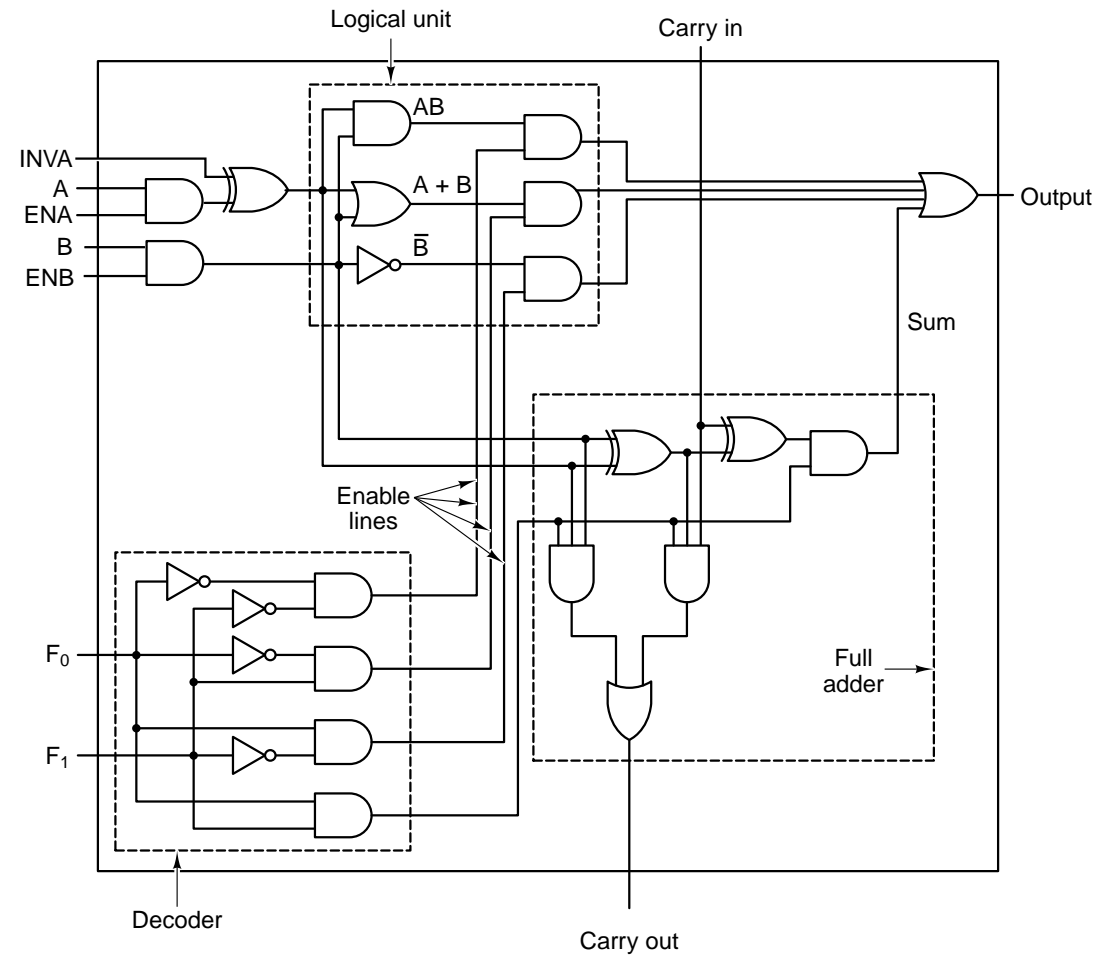 Logical unit
Carry in
AB
INVA
A
A + B
ENA
Output
B
B̅
ENB
Sum
Enable
lines
F₀
Full
adder
F₁
Decoder
Carry out